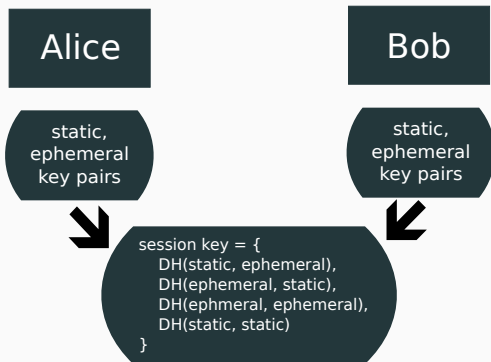 Alice
Bob
static,
ephemeral
key pairs
static,
ephemeral
key pairs
session key = {
DH(static, ephemeral),
DH(ephemeral, static),
DH(ephmeral, ephemeral),
DH(static, static)
}